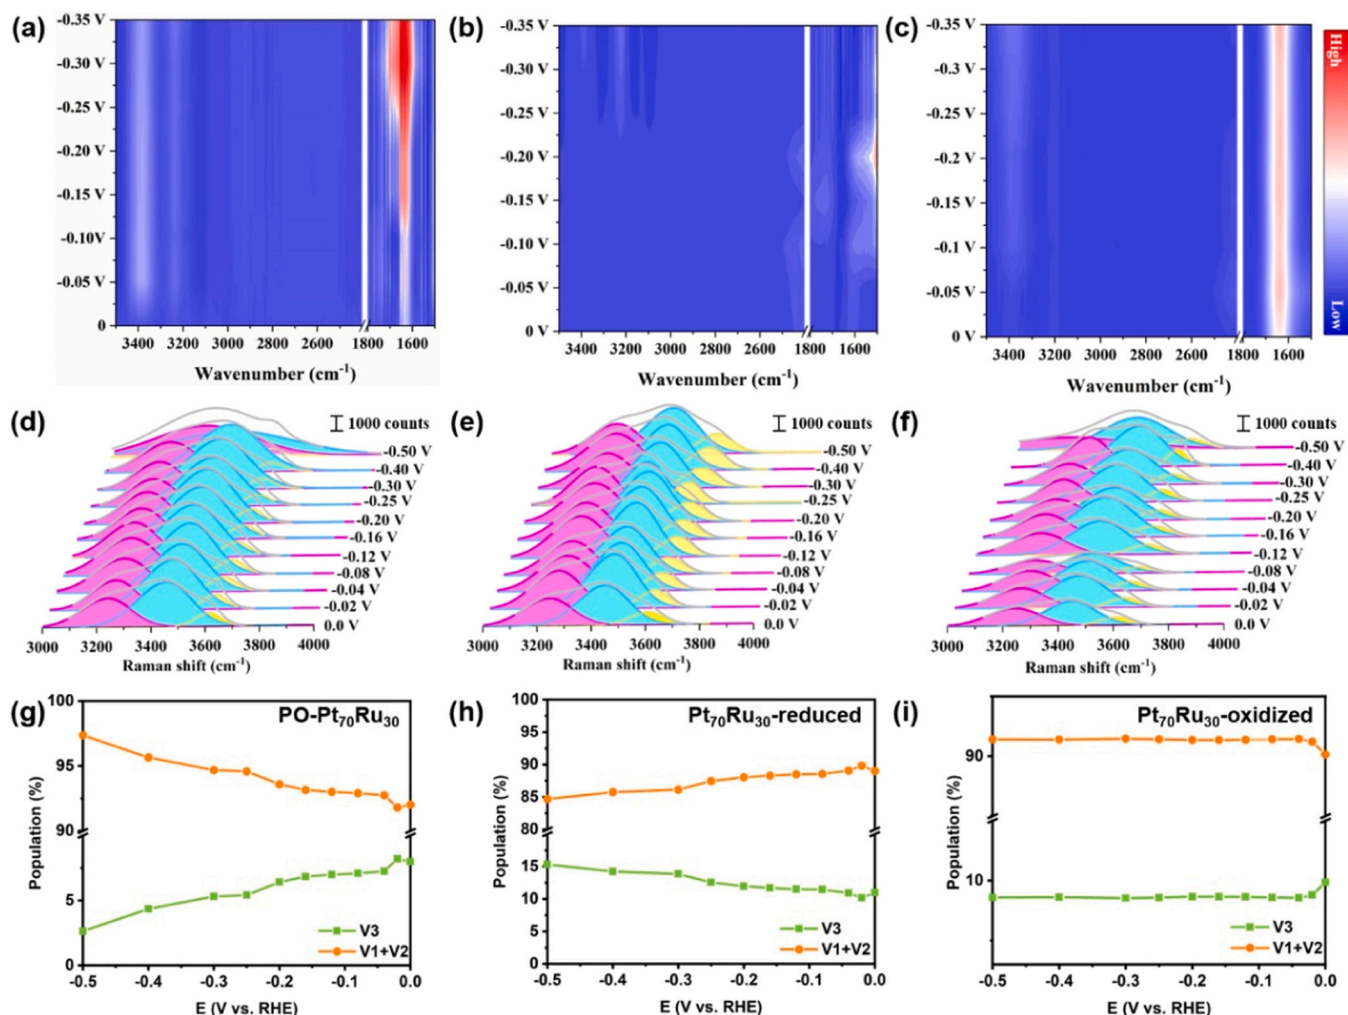 (a)
-0.35 V
-0.30 V
-0.25 V
-0.20 V
-0.15 V
-0.10V
-0.05 V
0
3400 3200 3000 2800 2600 1800 1600
Wavenumber (cm-1)
(b)
-0.35 V
-0.30 V
-0.25 V
-0.20 V
-0.15 V
-0.10 V
-0.05 V
0 V
3400 3200 3000 2800 2600 1800 1600
Wavenumber (cm-1)
(c)
-0.35 V
-0.3 V
-0.25 V
-0.2 V
-0.15 V
-0.1 V
-0.05 V
0 V
3400 3200 3000 2800 2600 1800 1600
Wavenumber (cm-1)
High
Low
(d)
1000 counts
-0.50 V
-0.40 V
-0.30 V
-0.25 V
-0.20 V
-0.16 V
-0.12 V
-0.08 V
-0.04 V
-0.02 V
0.0 V
3000 3200 3400 3600 3800 4000
Raman shift (cm-1)
(e)
1000 counts
-0.50 V
-0.40 V
-0.30 V
-0.25 V
-0.20 V
-0.16 V
-0.12 V
-0.08 V
-0.04 V
-0.02 V
0.0 V
3000 3200 3400 3600 3800 4000
Raman shift (cm-1)
(f)
1000 counts
-0.50 V
-0.40 V
-0.30 V
-0.25 V
-0.20 V
-0.16 V
-0.12 V
-0.08 V
-0.04 V
-0.02 V
0.0 V
3000 3200 3400 3600 3800 4000
Raman shift (cm-1)
(g)
PO-Pt70Ru30
Population (%)
100
95
90
5
0
V3
V1+V2
-0.5 -0.4 -0.3 -0.2 -0.1 0.0
E (V vs. RHE)
(h)
Pt70Ru30-reduced
Population (%)
100
95
90
85
80
15
10
5
0
V3
V1+V2
-0.5 -0.4 -0.3 -0.2 -0.1 0.0
E (V vs. RHE)
(i)
Pt70Ru30-oxidized
Population (%)
90
10
V3
V1+V2
-0.5 -0.4 -0.3 -0.2 -0.1 0.0
E (V vs. RHE)